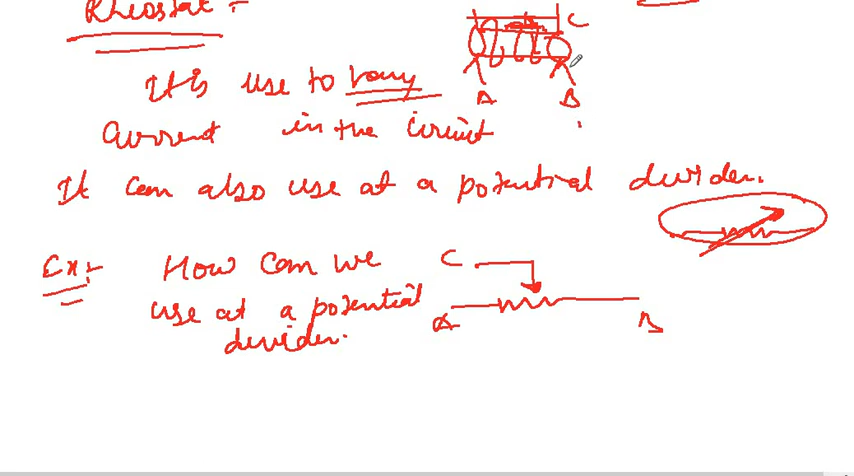 Rheostat :-
C
A B
It is use to vary
Current in the Circuit
It can also use at a potential divider.
Ex:- How can we
use at a potential
divider.
C
A B